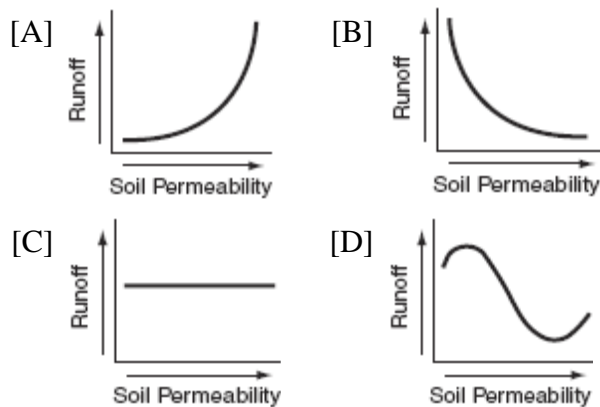 [A]
Runoff
Soil Permeability
[B]
Runoff
Soil Permeability
[C]
Runoff
Soil Permeability
[D]
Runoff
Soil Permeability